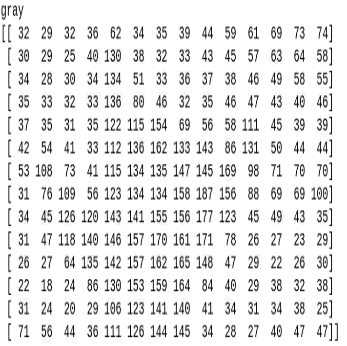 gray
[[ 32 29 32 36 62 34 35 39 44 59 61 69 73 74]
[ 30 29 25 40 130 38 32 33 43 45 57 63 64 58]
[ 34 28 30 34 134 51 33 36 37 38 46 49 58 55]
[ 35 33 32 33 136 80 46 32 35 46 47 43 40 46]
[ 37 35 31 35 122 115 154 69 56 58 111 45 39 39]
[ 42 54 41 33 112 136 162 133 143 86 131 50 44 44]
[ 53 108 73 41 115 134 135 147 145 169 98 71 70 70]
[ 31 76 109 56 123 134 134 158 187 156 88 69 69 100]
[ 34 45 126 120 143 141 155 156 177 123 45 49 43 35]
[ 31 47 118 140 146 157 170 161 171 78 26 27 23 29]
[ 26 27 64 135 142 157 162 165 148 47 29 22 26 30]
[ 22 18 24 86 130 153 159 164 84 40 29 38 32 38]
[ 31 24 20 29 106 123 141 140 41 34 31 34 38 25]
[ 71 56 44 36 111 126 144 145 34 28 27 40 47 47]]